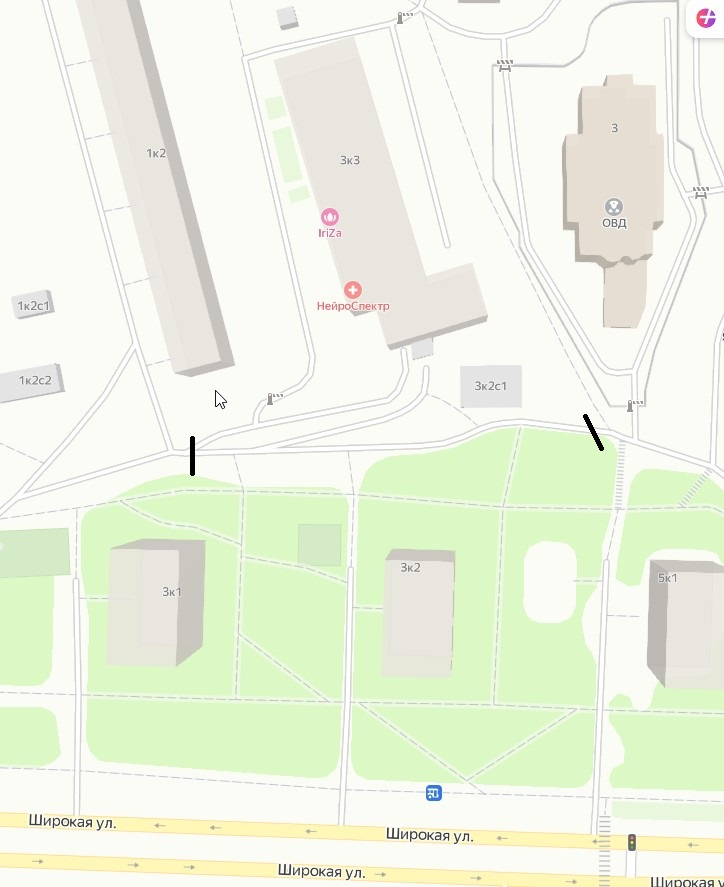 1к2
3к3
3
IriZa
ОВД
НейроСпектр
1к2с1
1к2с2
3к2с1
3к1
3к2
5к1
Широкая ул.
Широкая ул.
Широкая ул.
Широкая у